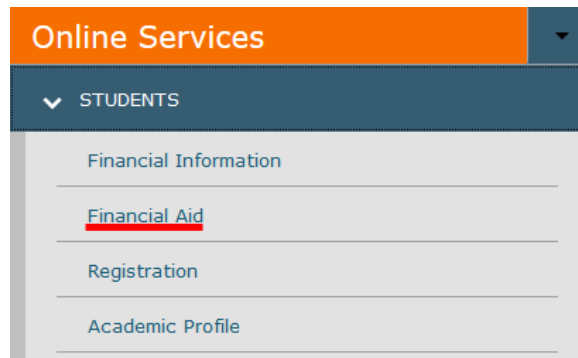 Online Services
STUDENTS
Financial Information
Financial Aid
Registration
Academic Profile